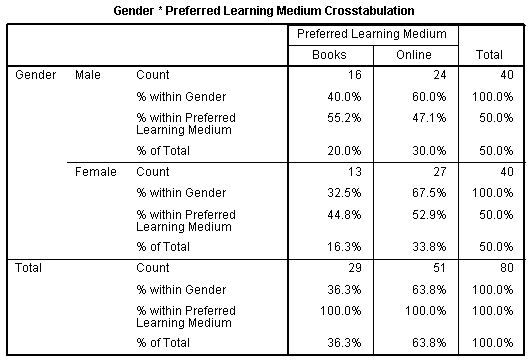 Gender * Preferred Learning Medium Crosstabulation
Preferred Learning Medium
Books Online Total
Gender Male Count 16 24 40
% within Gender 40.0% 60.0% 100.0%
% within Preferred
Learning Medium 55.2% 47.1% 50.0%
% of Total 20.0% 30.0% 50.0%
Female Count 13 27 40
% within Gender 32.5% 67.5% 100.0%
% within Preferred
Learning Medium 44.8% 52.9% 50.0%
% of Total 16.3% 33.8% 50.0%
Total Count 29 51 80
% within Gender 36.3% 63.8% 100.0%
% within Preferred
Learning Medium 100.0% 100.0% 100.0%
% of Total 36.3% 63.8% 100.0%